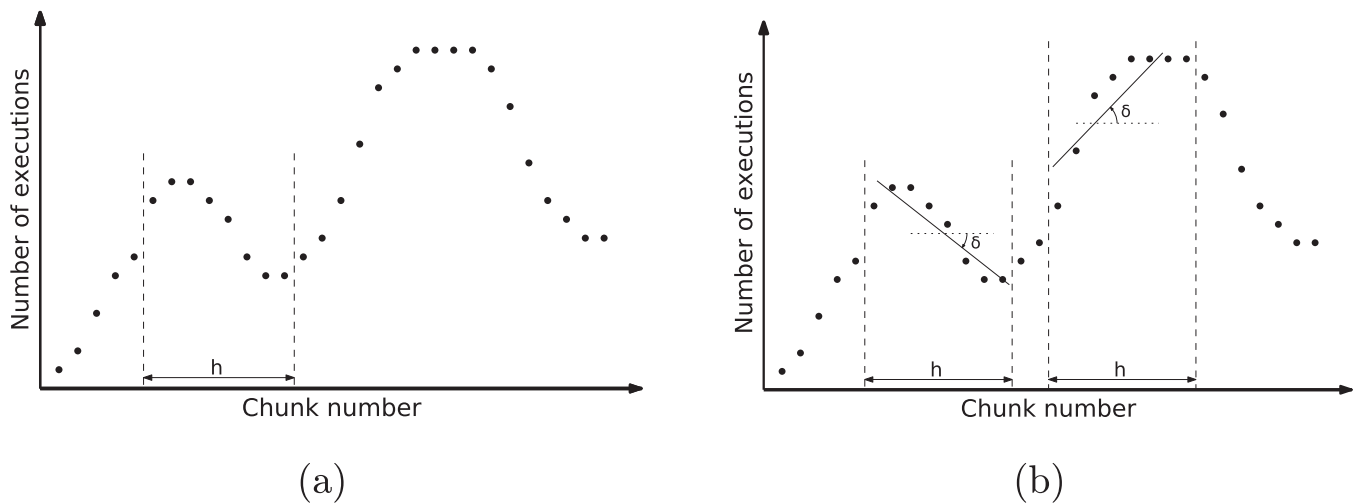 Number of executions
h
Chunk number
(a)
Number of executions
δ
δ
h
h
Chunk number
(b)